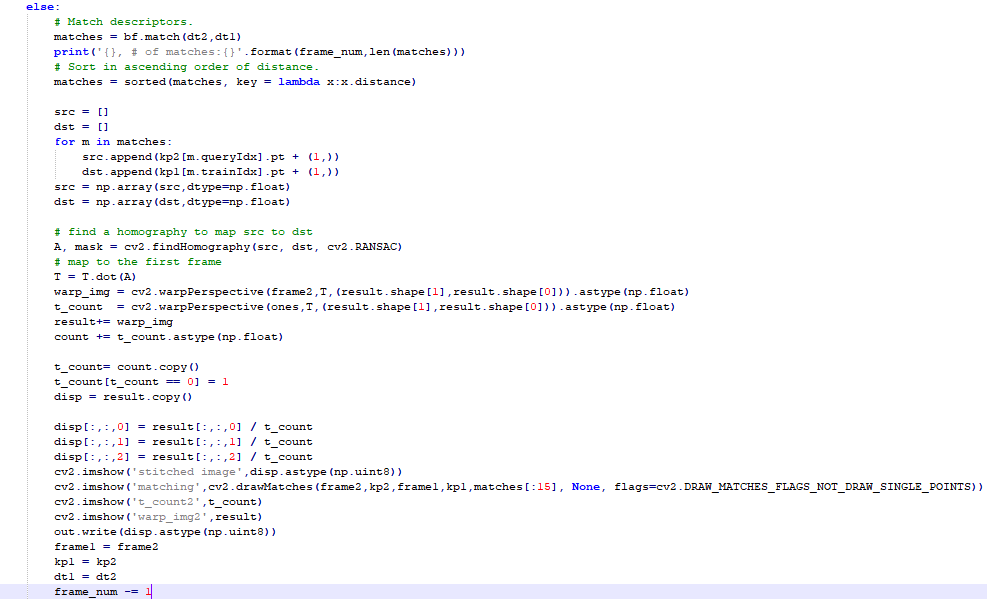 else:
    # Match descriptors.
    matches = bf.match(dt2,dt1)
    print('{}, # of matches:{}'.format(frame_num,len(matches)))
    # Sort in ascending order of distance.
    matches = sorted(matches, key = lambda x:x.distance)

    src = []
    dst = []
    for m in matches:
        src.append(kp2[m.queryIdx].pt + (1,))
        dst.append(kp1[m.trainIdx].pt + (1,))
    src = np.array(src,dtype=np.float)
    dst = np.array(dst,dtype=np.float)

    # find a homography to map src to dst
    A, mask = cv2.findHomography(src, dst, cv2.RANSAC)
    # map to the first frame
    T = T.dot(A)
    warp_img = cv2.warpPerspective(frame2,T,(result.shape[1],result.shape[0])).astype(np.float)
    t_count  = cv2.warpPerspective(ones,T,(result.shape[1],result.shape[0])).astype(np.float)
    result+= warp_img
    count += t_count.astype(np.float)

    t_count= count.copy()
    t_count[t_count == 0] = 1
    disp = result.copy()

    disp[:,:,0] = result[:,:,0] / t_count
    disp[:,:,1] = result[:,:,1] / t_count
    disp[:,:,2] = result[:,:,2] / t_count
    cv2.imshow('stitched image',disp.astype(np.uint8))
    cv2.imshow('matching',cv2.drawMatches(frame2,kp2,frame1,kp1,matches[:15], None, flags=cv2.DRAW_MATCHES_FLAGS_NOT_DRAW_SINGLE_POINTS))
    cv2.imshow('t_count2',t_count)
    cv2.imshow('warp_img2',result)
    out.write(disp.astype(np.uint8))
    frame1 = frame2
    kp1 = kp2
    dt1 = dt2
    frame_num -= 1